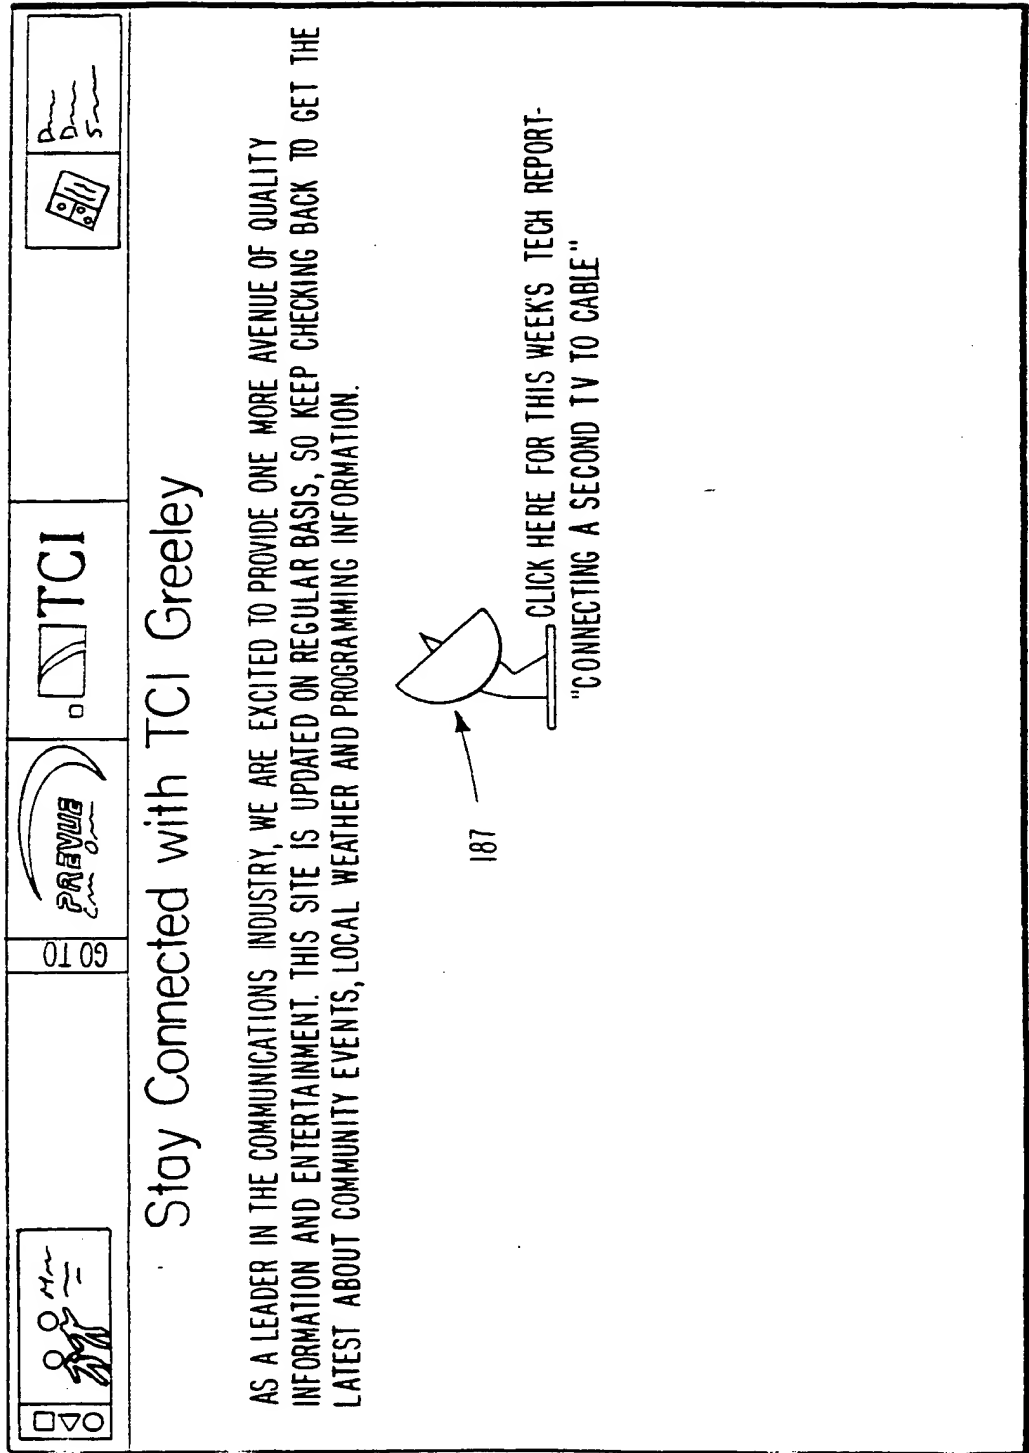 GO TO
PREVUE
TCI
Stay Connected with TCI Greeley
AS A LEADER IN THE COMMUNICATIONS INDUSTRY, WE ARE EXCITED TO PROVIDE ONE MORE AVENUE OF QUALITY
INFORMATION AND ENTERTAINMENT. THIS SITE IS UPDATED ON REGULAR BASIS, SO KEEP CHECKING BACK TO GET THE
LATEST ABOUT COMMUNITY EVENTS, LOCAL WEATHER AND PROGRAMMING INFORMATION.
187
CLICK HERE FOR THIS WEEK'S TECH REPORT-
"CONNECTING A SECOND TV TO CABLE"